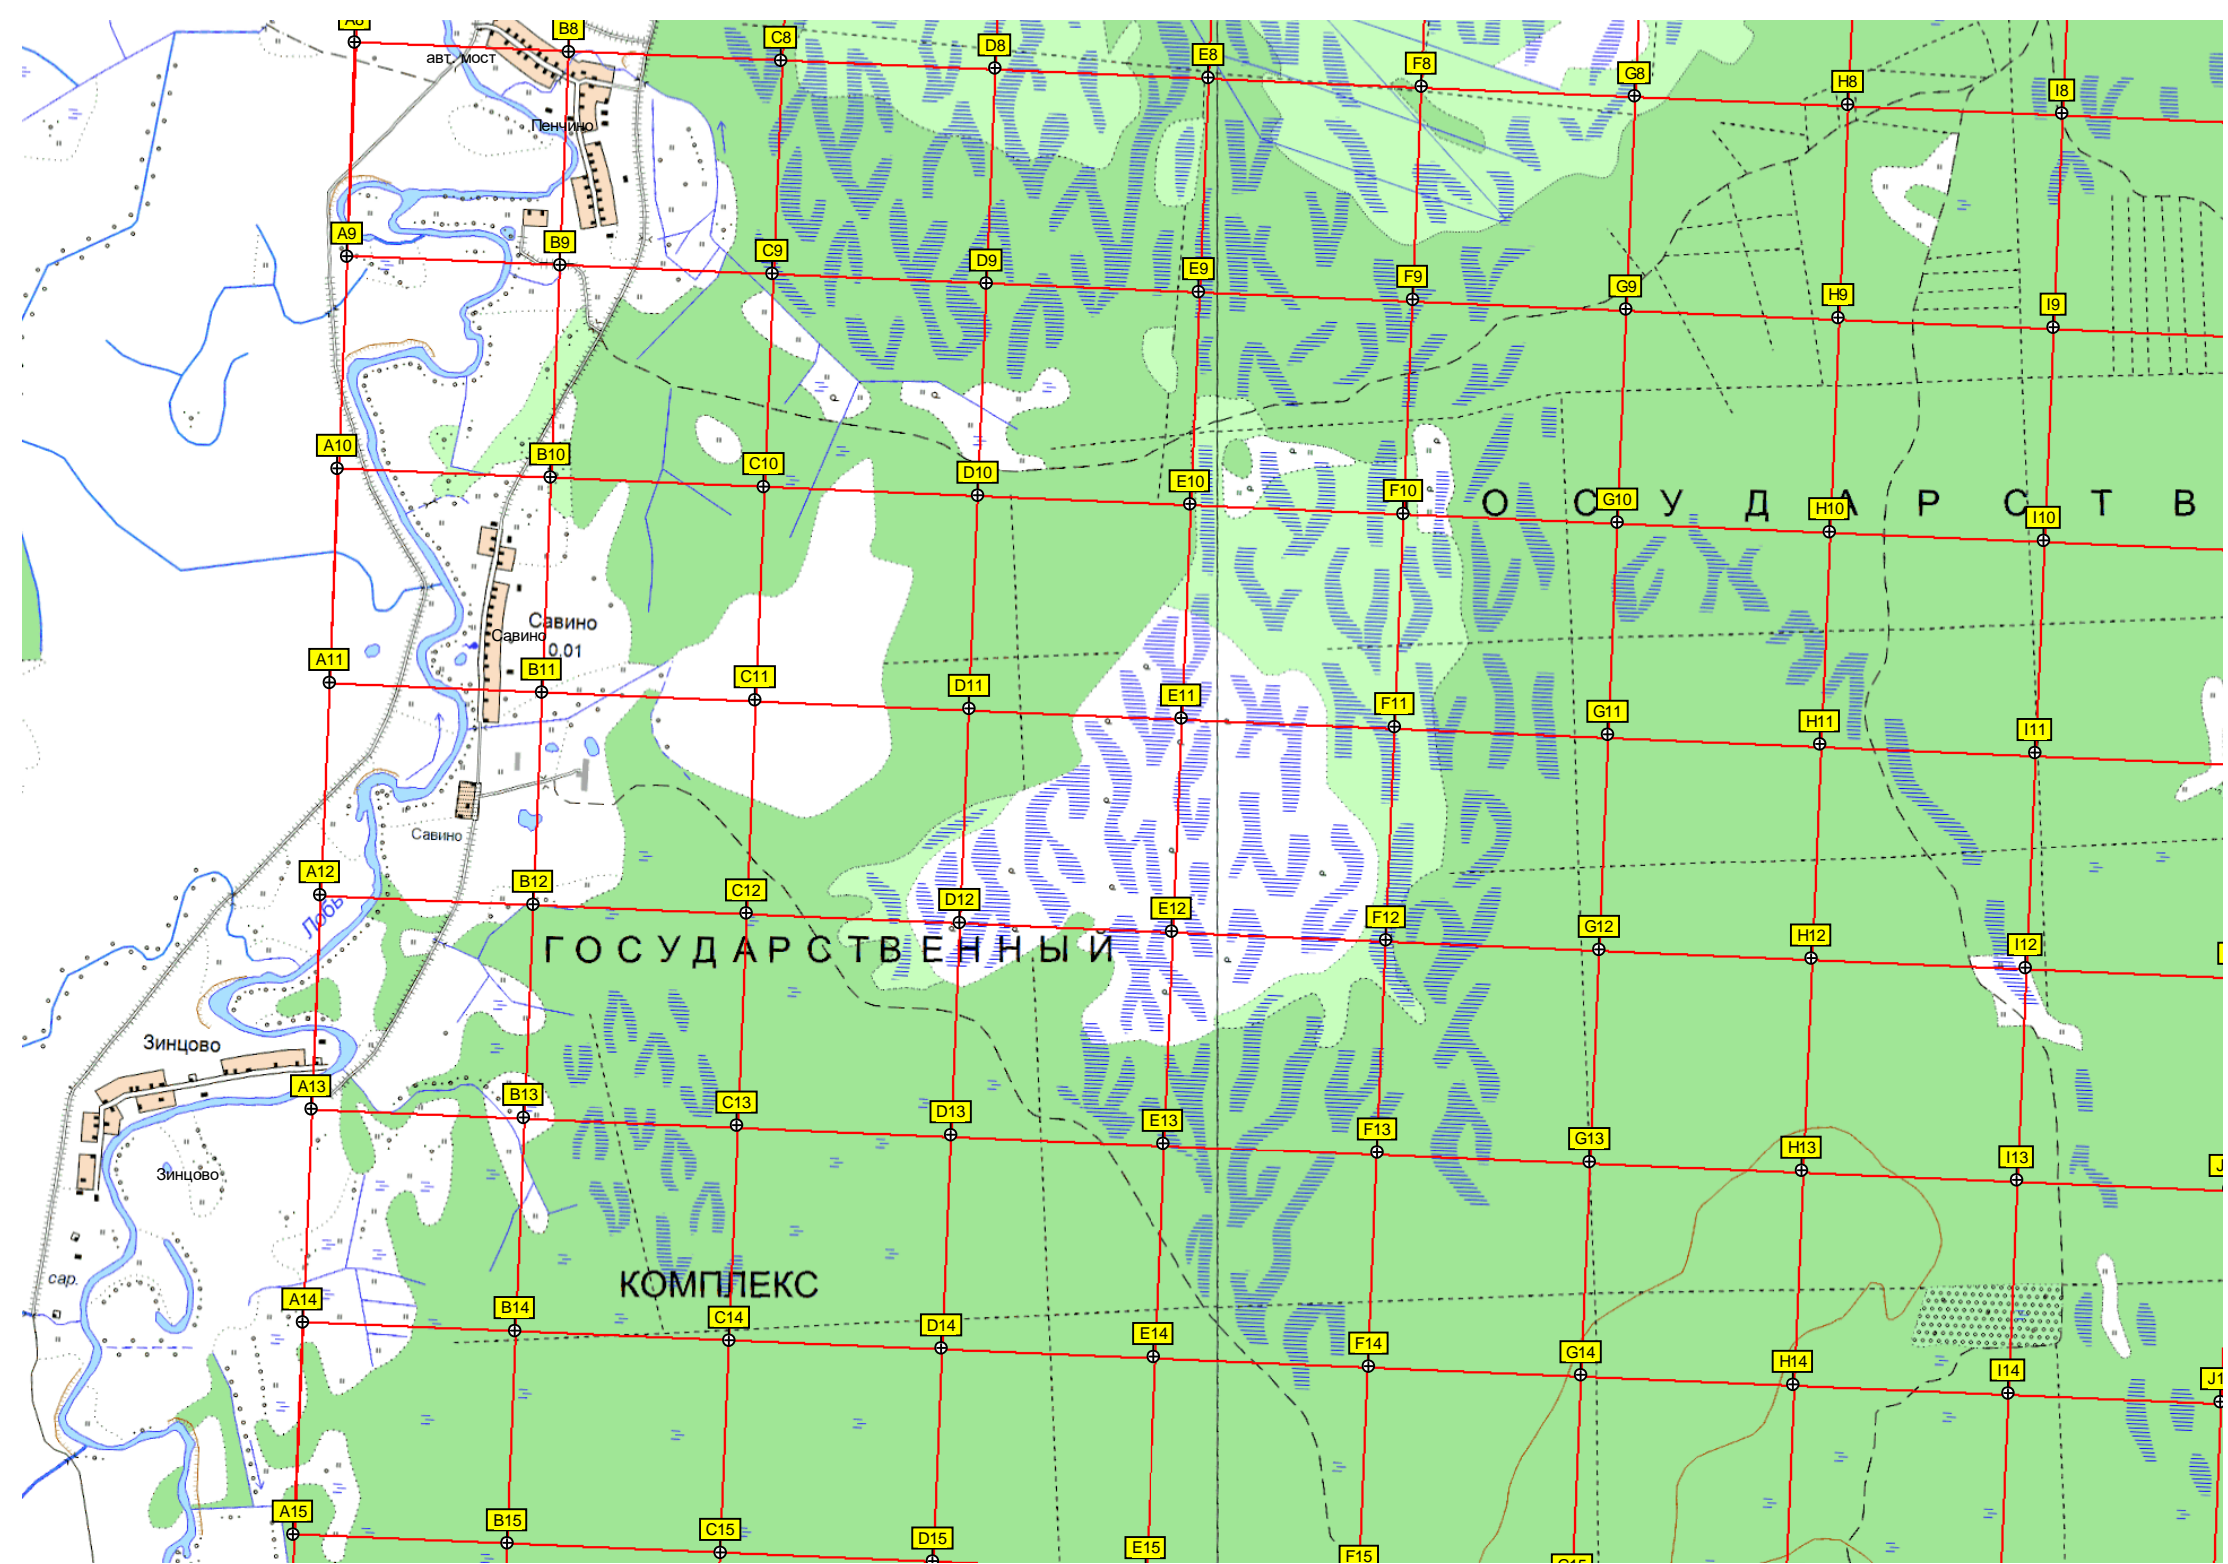 A8 B8 C8 D8 E8 F8 G8 H8 I8
авт. мост
Пенчино
A9 B9 C9 D9 E9 F9 G9 H9 I9
A10 B10 C10 D10 E10 F10 G10 H10 I10
О С У Д А Р С Т В
Савино
Савино
0,01
A11 B11 C11 D11 E11 F11 G11 H11 I11
Савино
A12 B12 C12 D12 E12 F12 G12 H12 I12
Лобь
ГОСУДАРСТВЕННЫЙ
Зинцово
A13 B13 C13 D13 E13 F13 G13 H13 I13 J
Зинцово
сар.
КОМПЛЕКС
A14 B14 C14 D14 E14 F14 G14 H14 I14 J1
A15 B15 C15 D15 E15 F15 G15